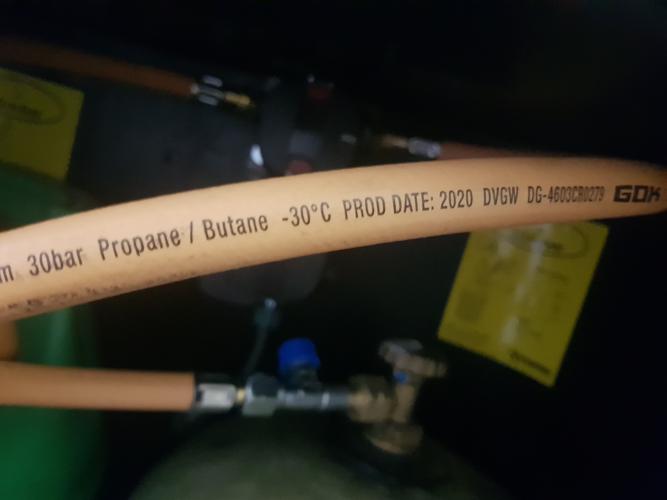 m 30bar Propane / Butane -30°C PROD DATE: 2020 DVGW DG-4603CR0279 GOK